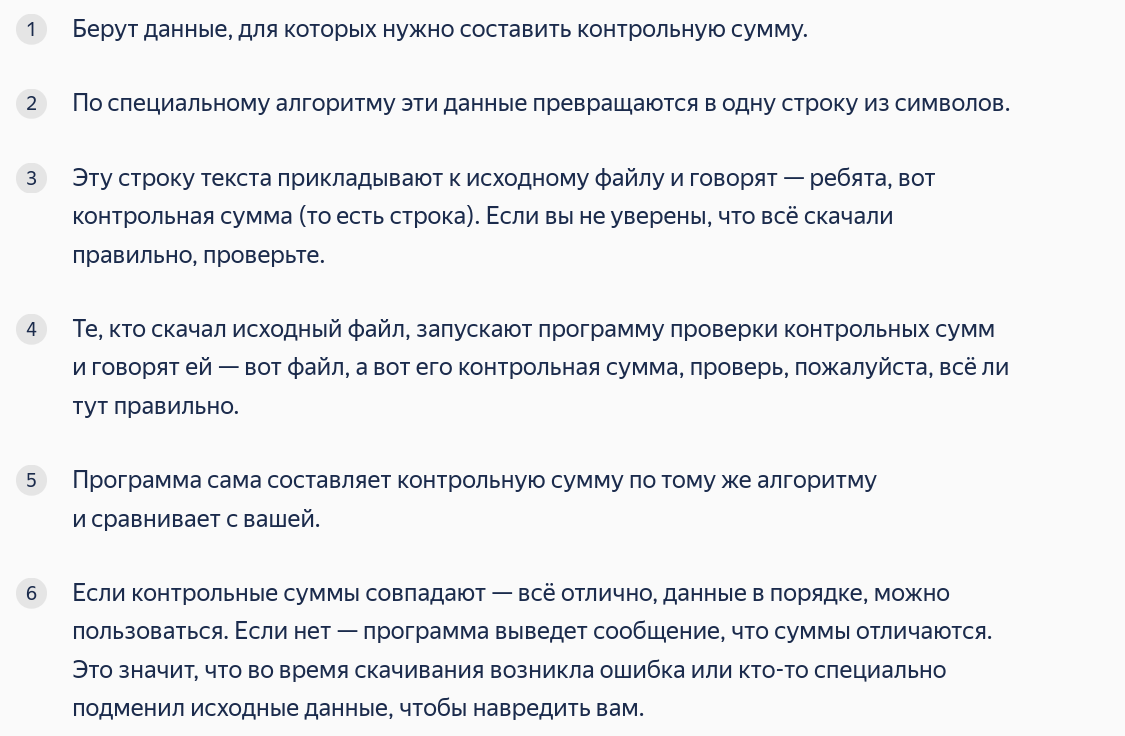 1 Берут данные, для которых нужно составить контрольную сумму.
2 По специальному алгоритму эти данные превращаются в одну строку из символов.
3 Эту строку текста прикладывают к исходному файлу и говорят — ребята, вот
контрольная сумма (то есть строка). Если вы не уверены, что всё скачали
правильно, проверьте.
4 Те, кто скачал исходный файл, запускают программу проверки контрольных сумм
и говорят ей — вот файл, а вот его контрольная сумма, проверь, пожалуйста, всё ли
тут правильно.
5 Программа сама составляет контрольную сумму по тому же алгоритму
и сравнивает с вашей.
6 Если контрольные суммы совпадают — всё отлично, данные в порядке, можно
пользоваться. Если нет — программа выведет сообщение, что суммы отличаются.
Это значит, что во время скачивания возникла ошибка или кто-то специально
подменил исходные данные, чтобы навредить вам.